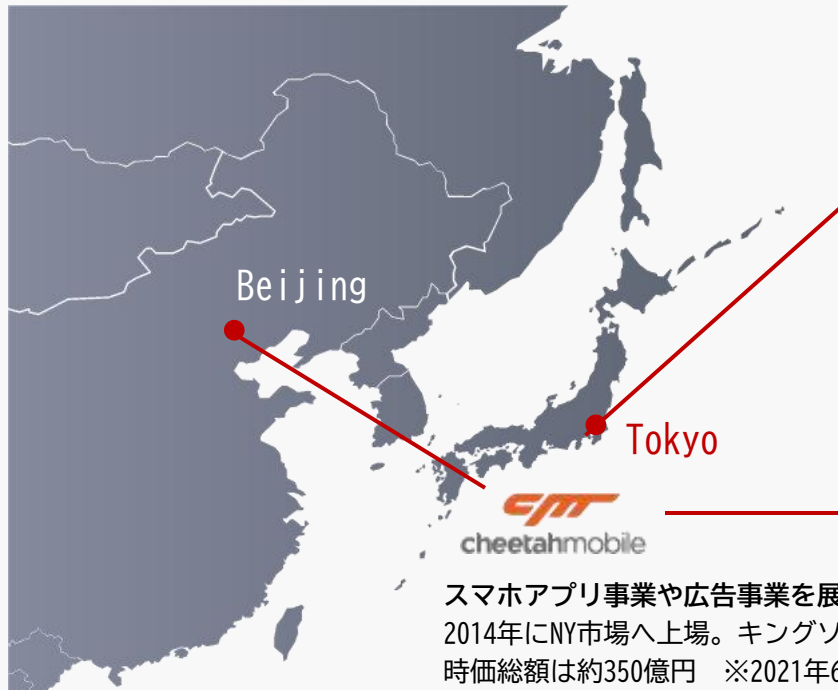 Beijing
Tokyo
cm
cheetahmobile
スマホアプリ事業や広告事業を展
2014年にNY市場へ上場。キングソ
時価総額は約350億円　※2021年6